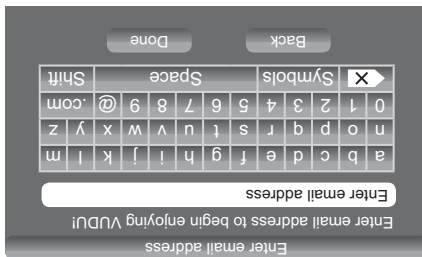 Enter email address
Enter email address to begin enjoying VUDU!
Enter email address
a b c d e f g h i j k l m
n o p q r s t u v w x y z
0 1 2 3 4 5 6 7 8 9 @ .com
X Symbols Space Shift
Back Done